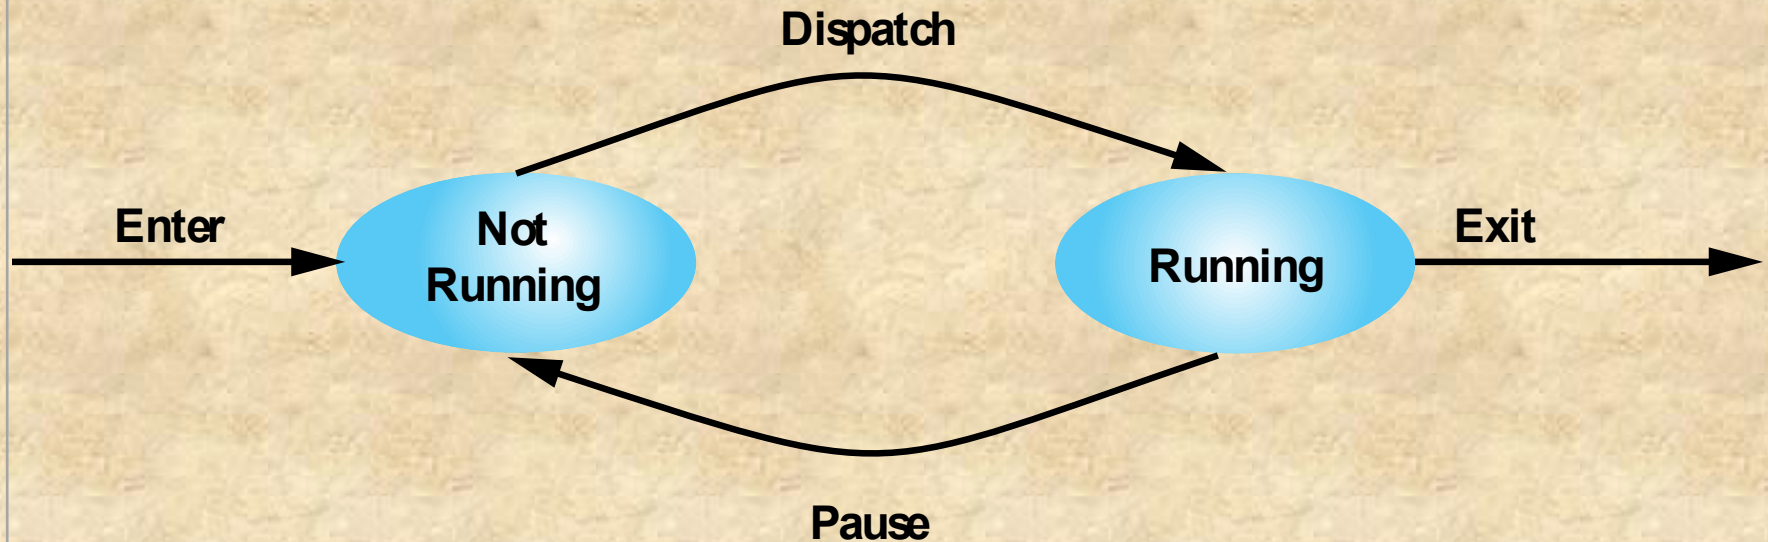 Dispatch
Enter
Not
Running
Running
Exit
Pause